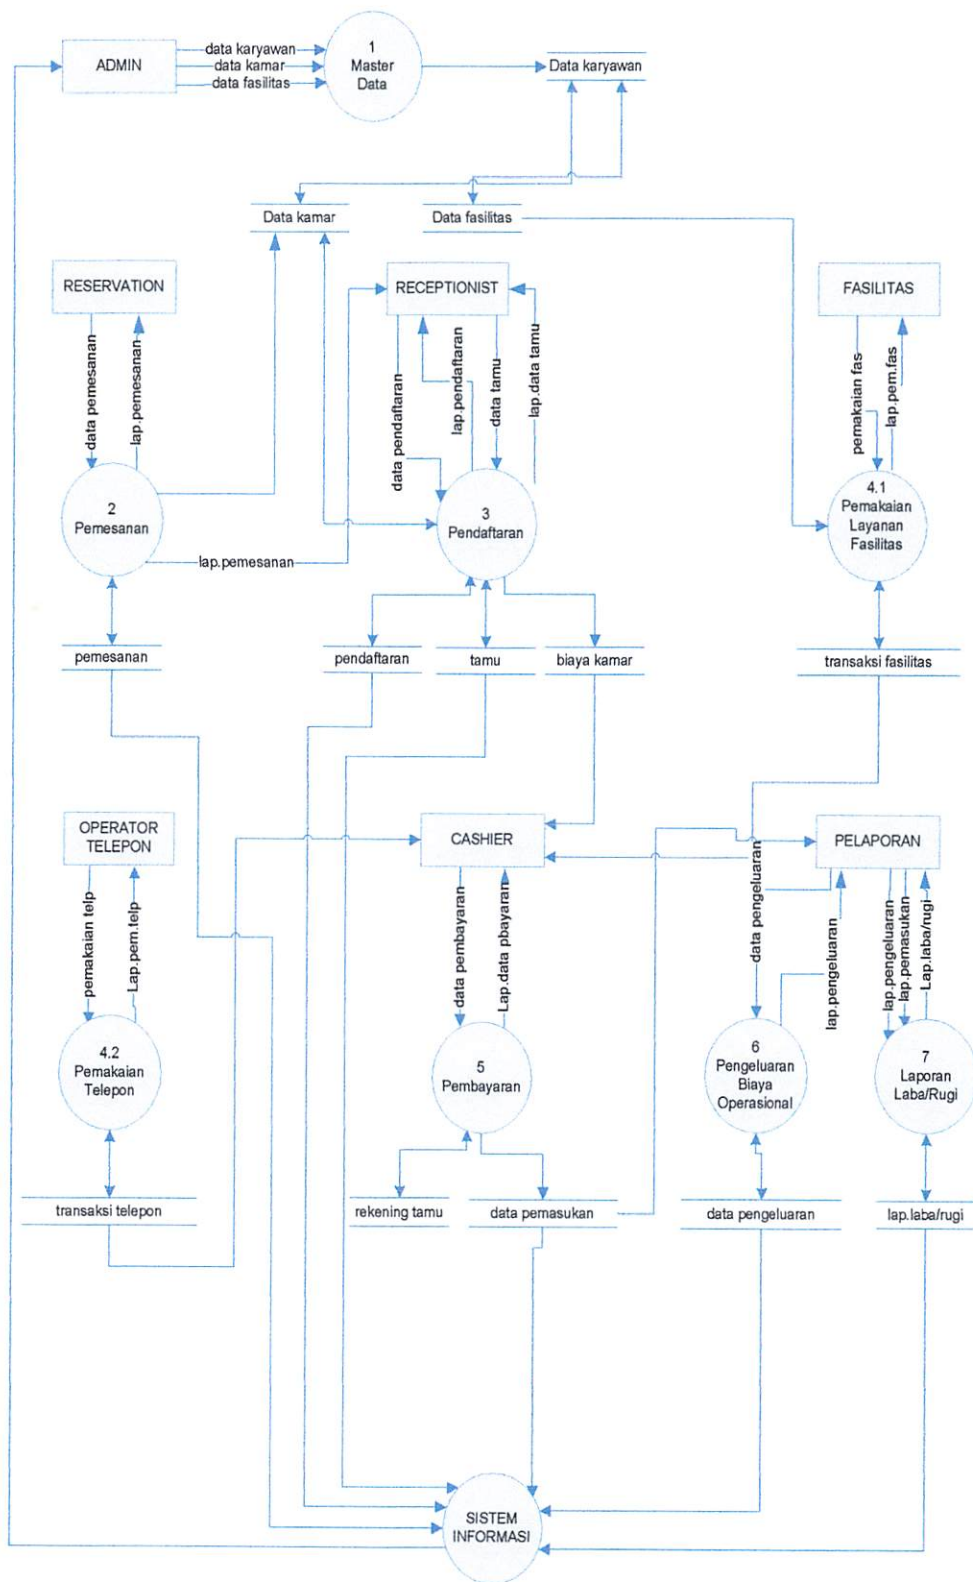 ADMIN
data karyawan
data kamar
data fasilitas
1
Master
Data
Data karyawan
Data kamar
Data fasilitas
RESERVATION
RECEPTIONIST
FASILITAS
data pemesanan
lap.pemesanan
data pendaftaran
lap.pendaftaran
data tamu
lap.data tamu
pemakaian fas
lap.pem.fas
2
Pemesanan
3
Pendaftaran
4.1
Pemakaian
Layanan
Fasilitas
lap.pemesanan
pemesanan
pendaftaran
tamu
biaya kamar
transaksi fasilitas
OPERATOR
TELEPON
CASHIER
PELAPORAN
pemakaian telp
Lap.pem.telp
data pembayaran
Lap.data pbayaran
data pengeluaran
lap.pengeluaran
lap.pengeluaran
lap.pemasukan
Lap.laba/rugi
4.2
Pemakaian
Telepon
5
Pembayaran
6
Pengeluaran
Biaya
Operasional
7
Laporan
Laba/Rugi
transaksi telepon
rekening tamu
data pemasukan
data pengeluaran
lap.laba/rugi
SISTEM
INFORMASI